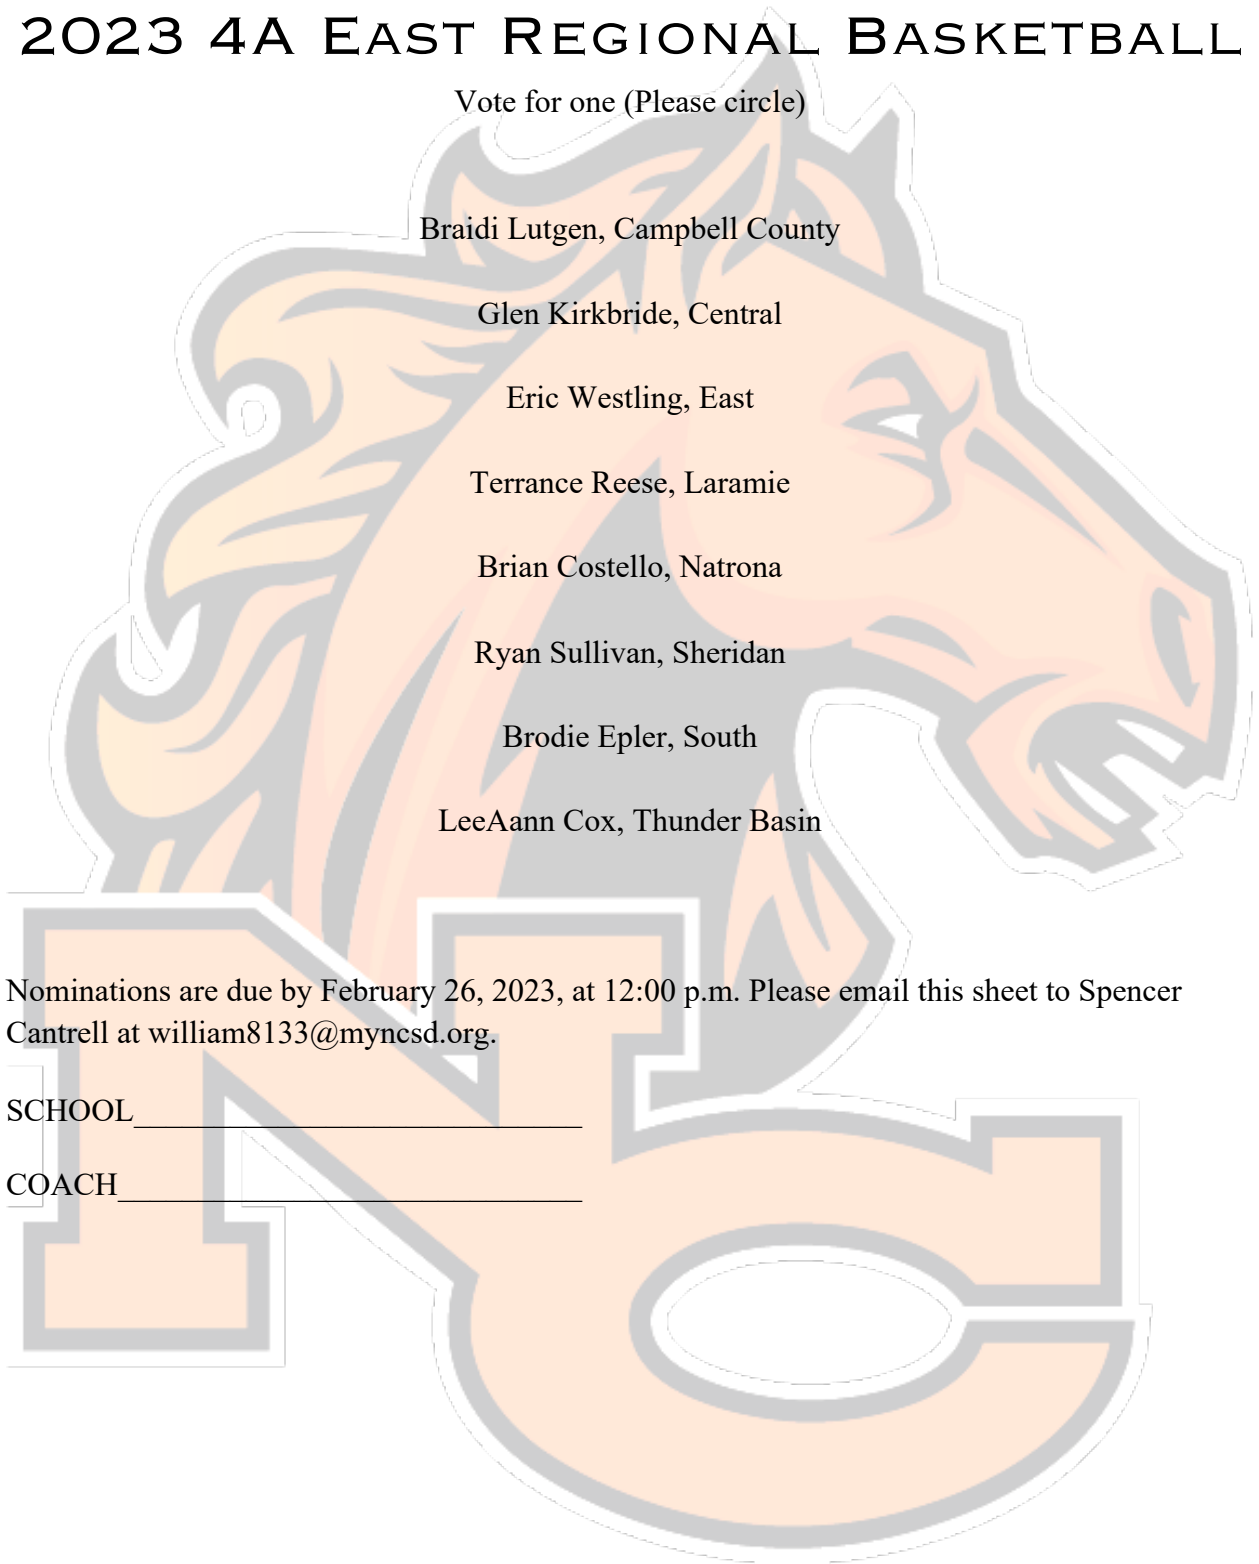 2023 4A East Regional Basketball
Vote for one (Please circle)
Braidi Lutgen, Campbell County
Glen Kirkbride, Central
Eric Westling, East
Terrance Reese, Laramie
Brian Costello, Natrona
Ryan Sullivan, Sheridan
Brodie Epler, South
LeeAann Cox, Thunder Basin
Nominations are due by February 26, 2023, at 12:00 p.m. Please email this sheet to Spencer
Cantrell at william8133@myncsd.org.
SCHOOL____________________________
COACH_____________________________
NC